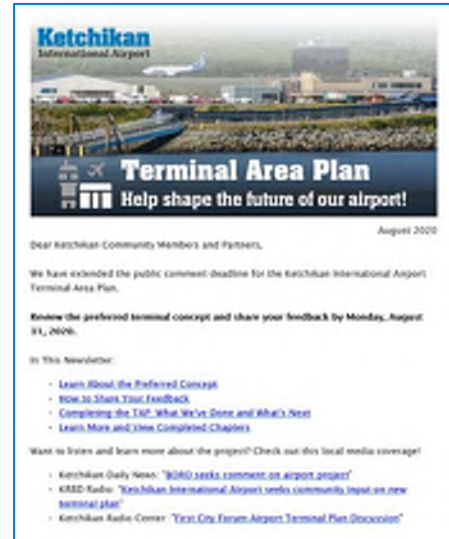 Ketchikan
International Airport
Terminal Area Plan
Help shape the future of our airport!
August 2020
Dear Ketchikan Community Members and Partners,
We have extended the public comment deadline for the Ketchikan International Airport
Terminal Area Plan.
Review the preferred terminal concept and share your feedback by Monday, August
31, 2020.
In This Newsletter:
· Learn About the Preferred Concept
· How to Share Your Feedback
· Completing the TAP: What We've Done and What's Next
· Learn More and View Completed Chapters
Want to listen and learn more about the project? Check out this local media coverage!
· Ketchikan Daily News: "BORO seeks comment on airport project"
· KRBD Radio: "Ketchikan International Airport seeks community input on new
terminal plan"
· Ketchikan Radio Center: "First City Forum Airport Terminal Plan Discussion"